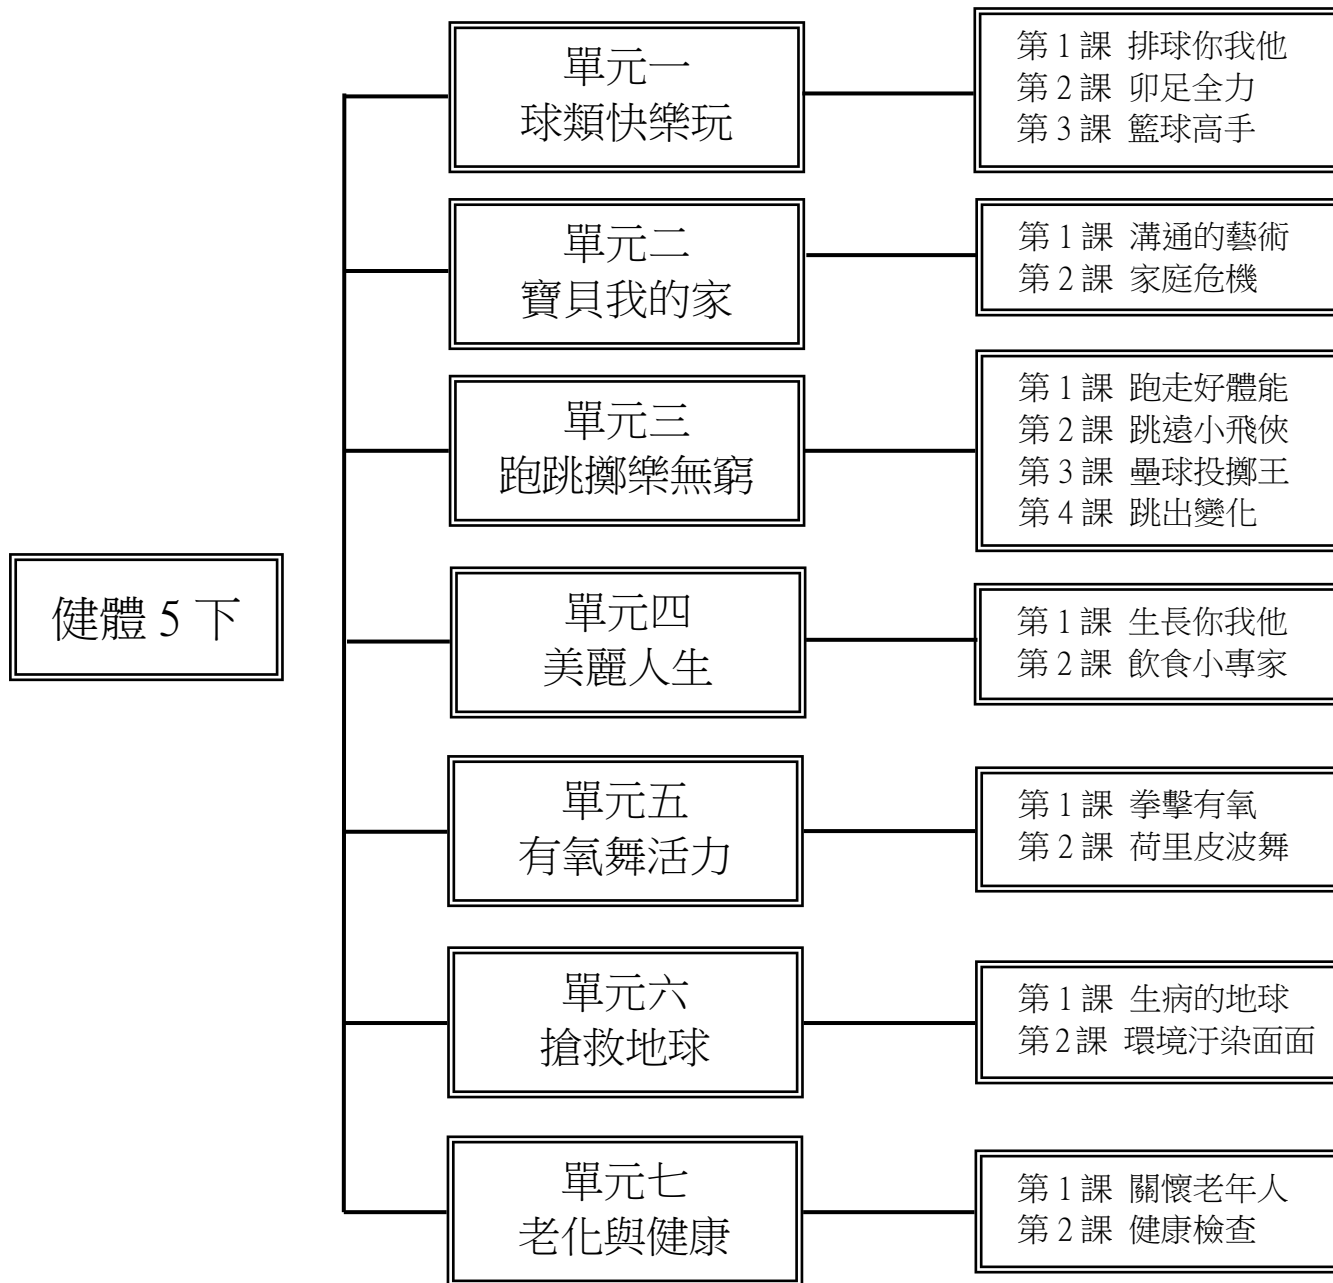 健體 5 下
單元一
球類快樂玩
第 1 課 排球你我他
第 2 課 卯足全力
第 3 課 籃球高手
單元二
寶貝我的家
第 1 課 溝通的藝術
第 2 課 家庭危機
單元三
跑跳擲樂無窮
第 1 課 跑走好體能
第 2 課 跳遠小飛俠
第 3 課 壘球投擲王
第 4 課 跳出變化
單元四
美麗人生
第 1 課 生長你我他
第 2 課 飲食小專家
單元五
有氧舞活力
第 1 課 拳擊有氧
第 2 課 荷里皮波舞
單元六
搶救地球
第 1 課 生病的地球
第 2 課 環境汙染面面
單元七
老化與健康
第 1 課 關懷老年人
第 2 課 健康檢查